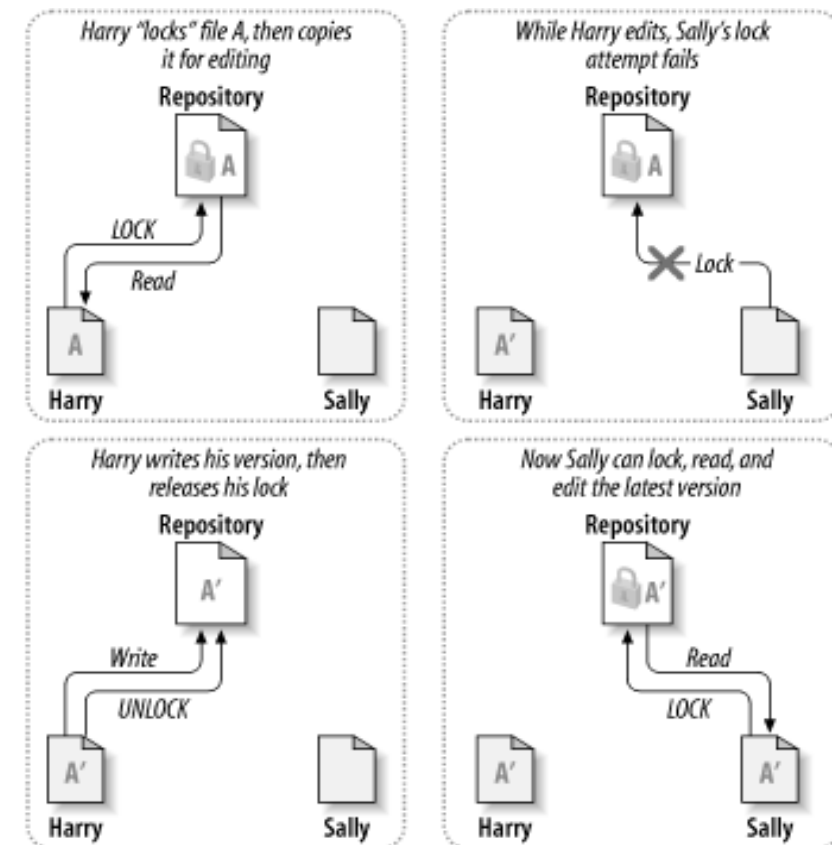 Harry “locks” file A, then copies
it for editing
Repository
A
LOCK
Read
A
Harry
Sally
While Harry edits, Sally’s lock
attempt fails
Repository
A
Lock
A′
Harry
Sally
Harry writes his version, then
releases his lock
Repository
A′
Write
UNLOCK
A′
Harry
Sally
Now Sally can lock, read, and
edit the latest version
Repository
A′
Read
LOCK
A′
A′
Harry
Sally